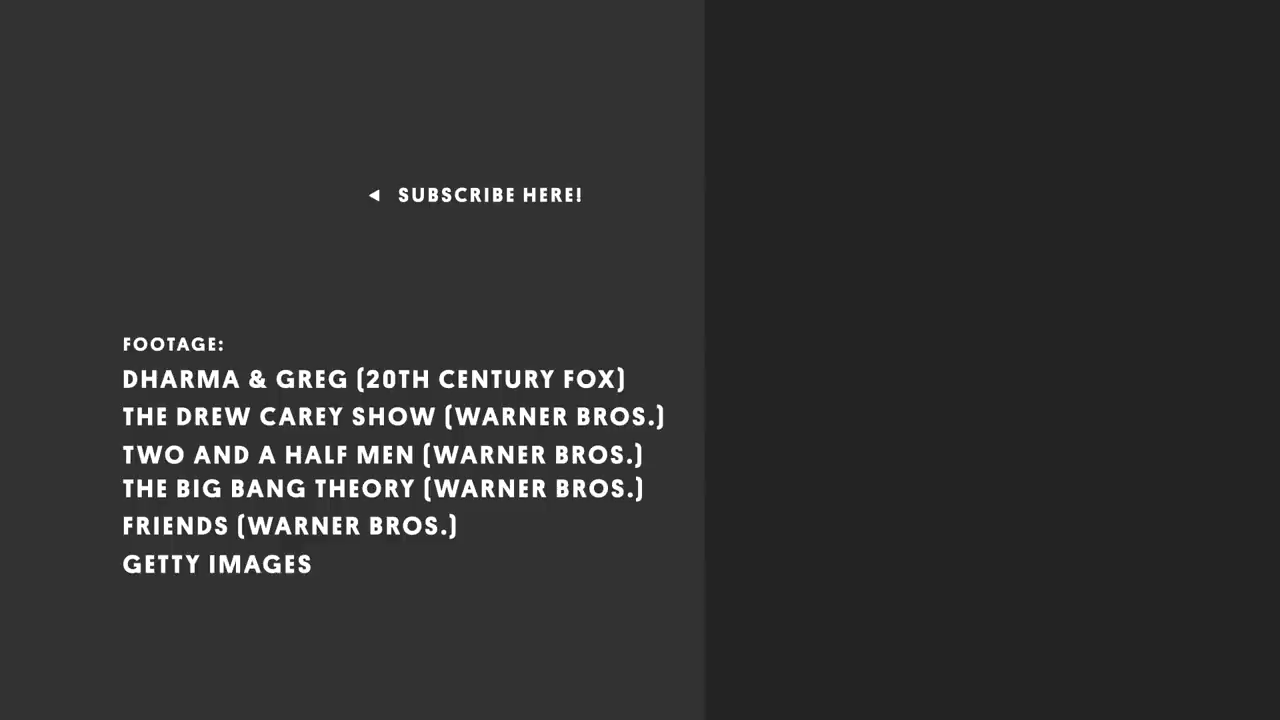 ◄ SUBSCRIBE HERE!
FOOTAGE:
DHARMA & GREG (20TH CENTURY FOX)
THE DREW CAREY SHOW (WARNER BROS.)
TWO AND A HALF MEN (WARNER BROS.)
THE BIG BANG THEORY (WARNER BROS.)
FRIENDS (WARNER BROS.)
GETTY IMAGES